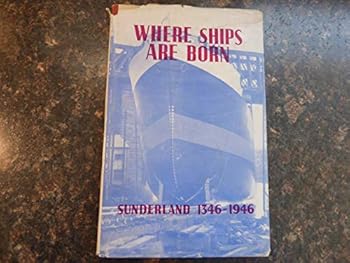 WHERE SHIPS
ARE BORN
SUNDERLAND 1346-1946